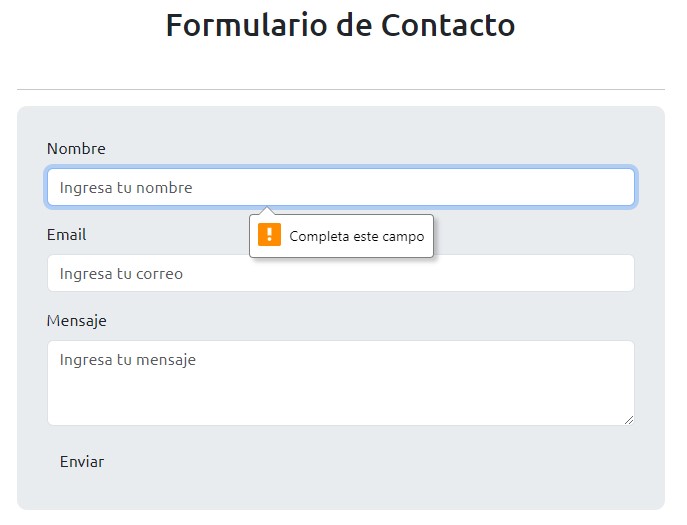 Formulario de Contacto
Nombre
Ingresa tu nombre
Completa este campo
Email
Ingresa tu correo
Mensaje
Ingresa tu mensaje
Enviar